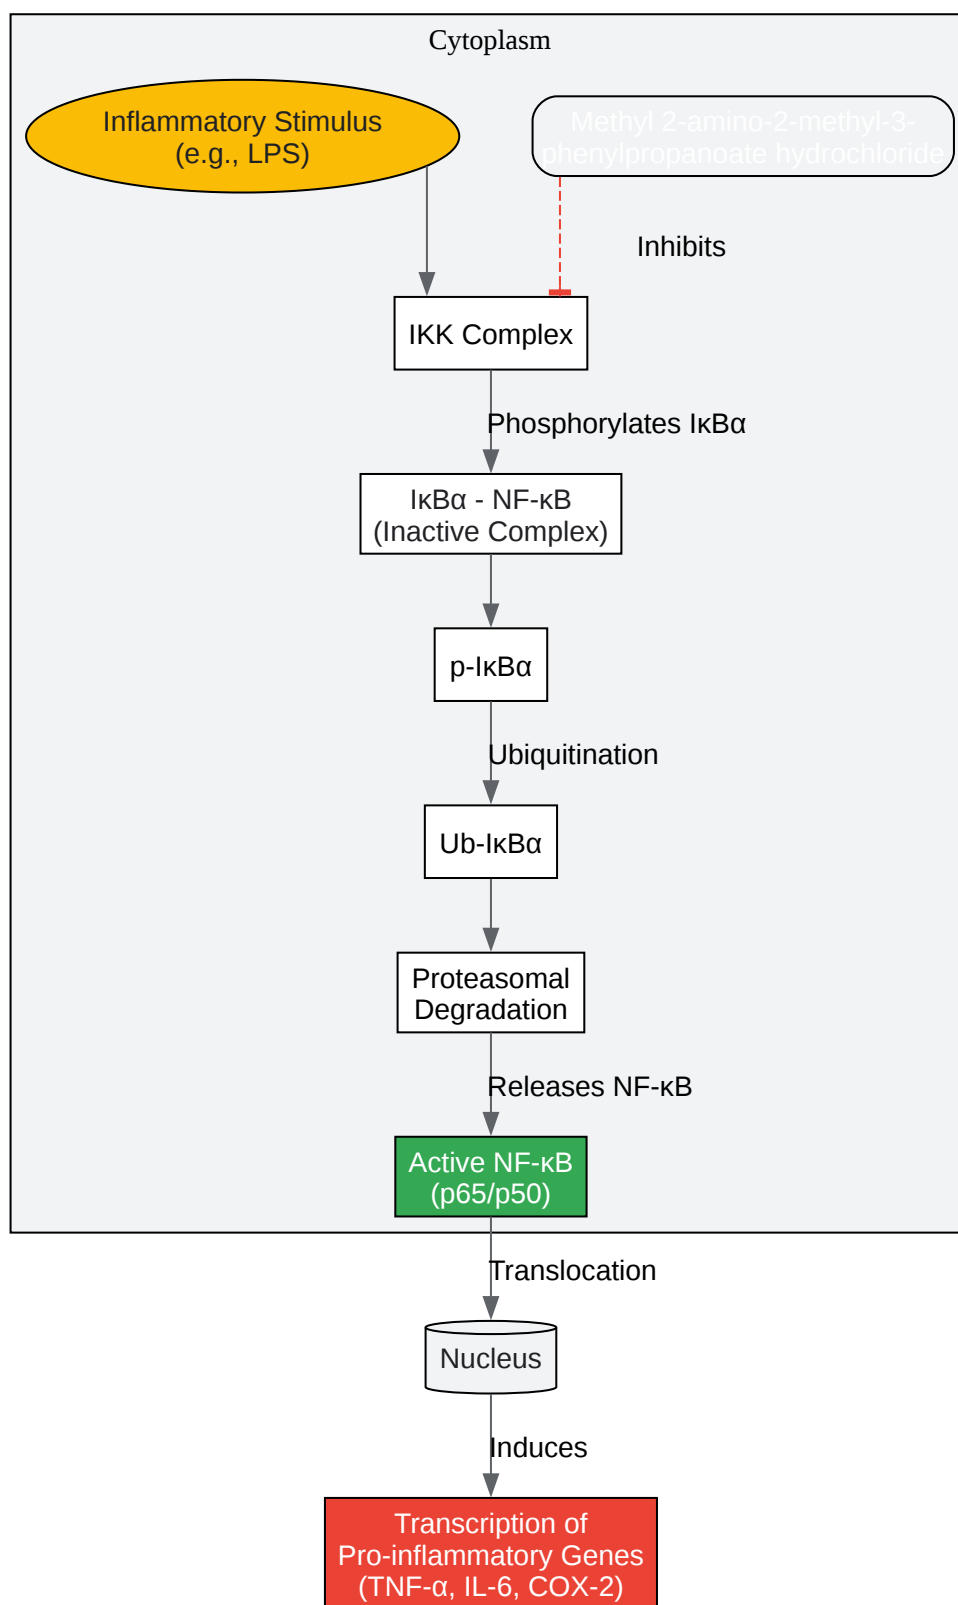 Cytoplasm
Inflammatory Stimulus
(e.g., LPS)
Methyl 2-amino-2-methyl-3-
phenylpropanoate hydrochloride
Inhibits
IKK Complex
Phosphorylates IκBα
IκBα - NF-κB
(Inactive Complex)
p-IκBα
Ubiquitination
Ub-IκBα
Proteasomal
Degradation
Releases NF-κB
Active NF-κB
(p65/p50)
Translocation
Nucleus
Induces
Transcription of
Pro-inflammatory Genes
(TNF-α, IL-6, COX-2)